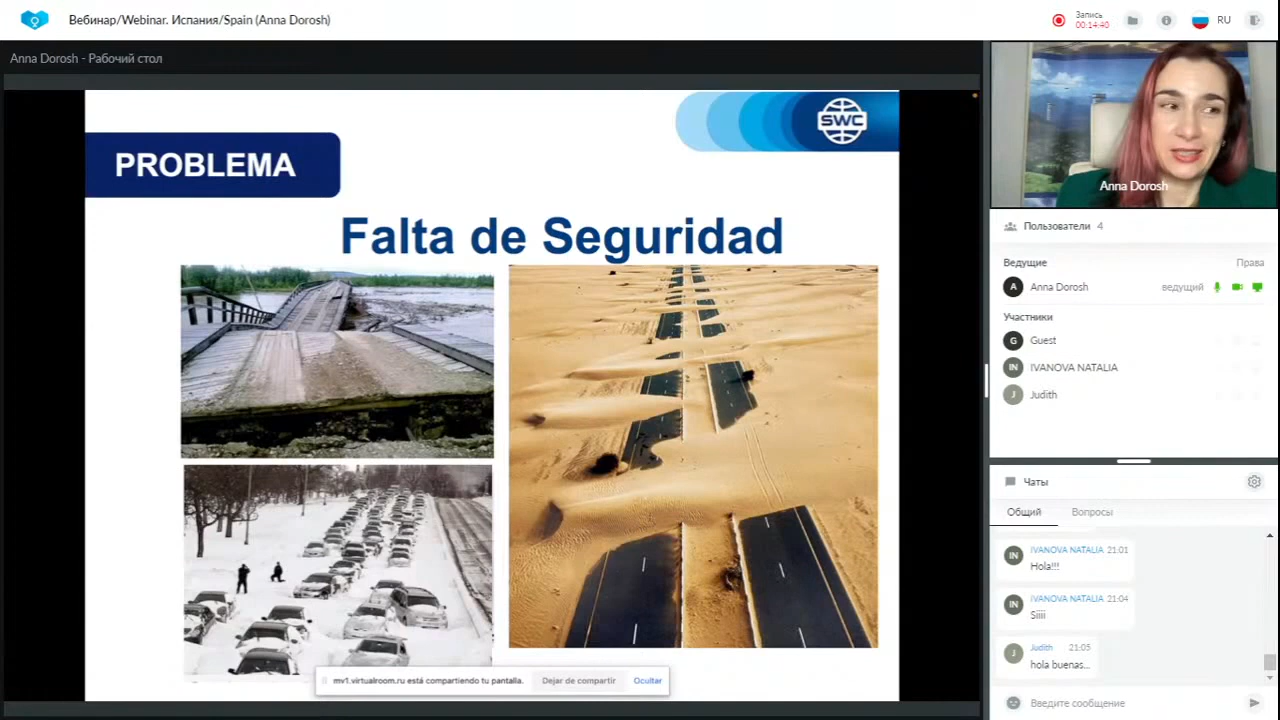 Вебинар/Webinar. Испания/Spain (Anna Dorosh)
Запись
00:14:40
RU
Anna Dorosh - Рабочий стол
SWC
PROBLEMA
Falta de Seguridad
mv1.virtualroom.ru está compartiendo tu pantalla.
Dejar de compartir
Ocultar
Anna Dorosh
Пользователи 4
Ведущие
Права
A
Anna Dorosh
ведущий
Участники
G
Guest
IN
IVANOVA NATALIA
J
Judith
Чаты
Общий
Вопросы
IN
IVANOVA NATALIA 21:01
Hola!!!
IN
IVANOVA NATALIA 21:04
Siiii
J
Judith 21:05
hola buenas...
Введите сообщение